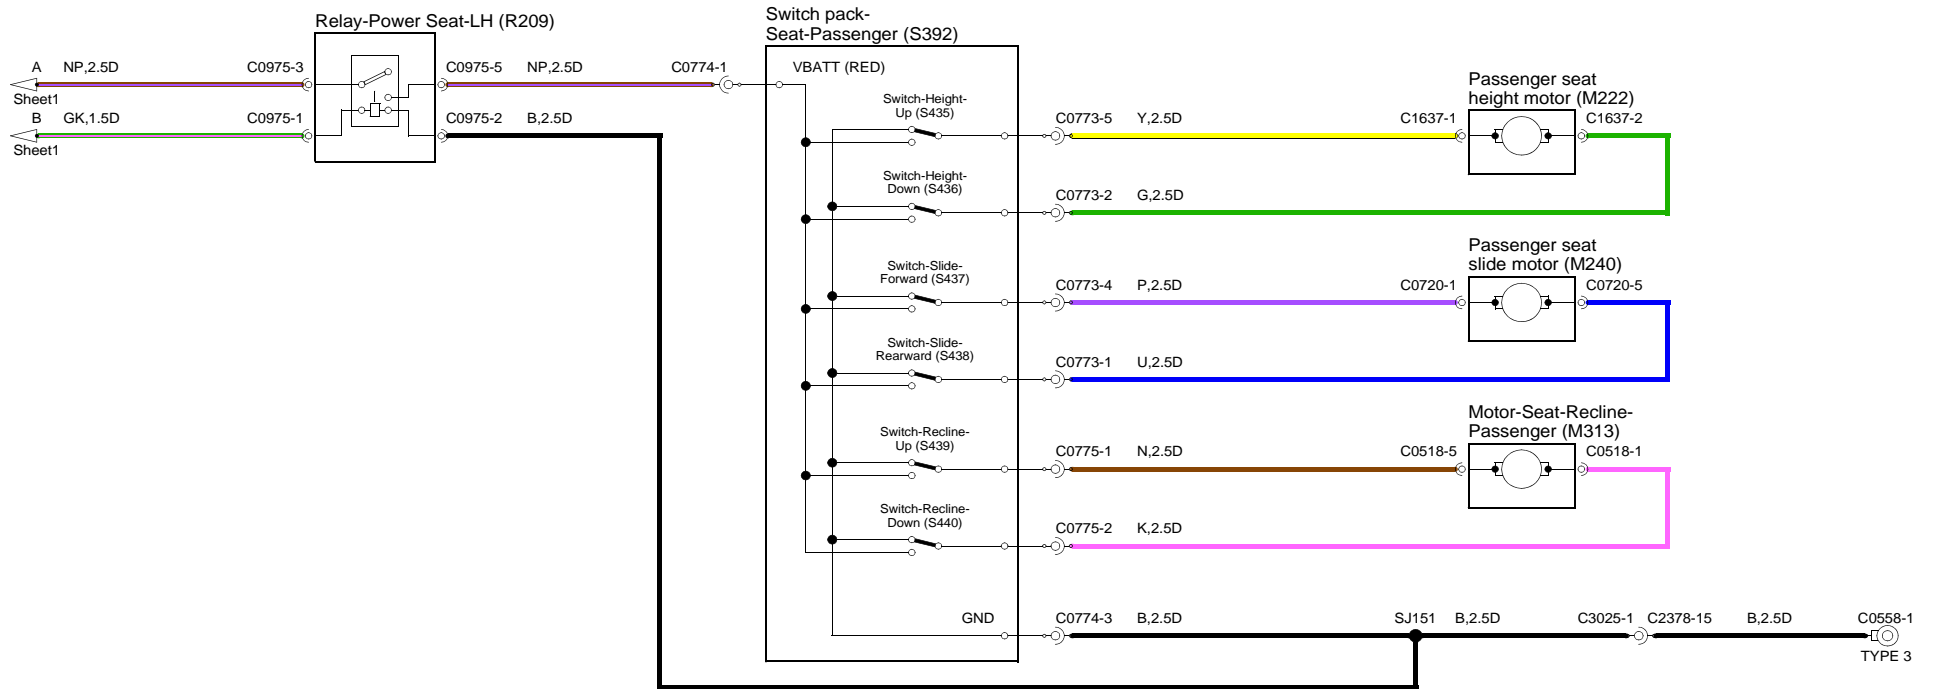 Relay-Power Seat-LH (R209)
Switch pack-
Seat-Passenger (S392)
A NP,2.5D C0975-3
C0975-5 NP,2.5D C0774-1
VBATT (RED)
Sheet1
B GK,1.5D C0975-1
C0975-2 B,2.5D
Sheet1
Switch-Height-
Up (S435)
C0773-5 Y,2.5D C1637-1
Passenger seat
height motor (M222)
C1637-2
Switch-Height-
Down (S436)
C0773-2 G,2.5D
Switch-Slide-
Forward (S437)
C0773-4 P,2.5D C0720-1
Passenger seat
slide motor (M240)
C0720-5
Switch-Slide-
Rearward (S438)
C0773-1 U,2.5D
Switch-Recline-
Up (S439)
C0775-1 N,2.5D C0518-5
Motor-Seat-Recline-
Passenger (M313)
C0518-1
Switch-Recline-
Down (S440)
C0775-2 K,2.5D
GND
C0774-3 B,2.5D SJ151 B,2.5D C3025-1 C2378-15 B,2.5D C0558-1
TYPE 3